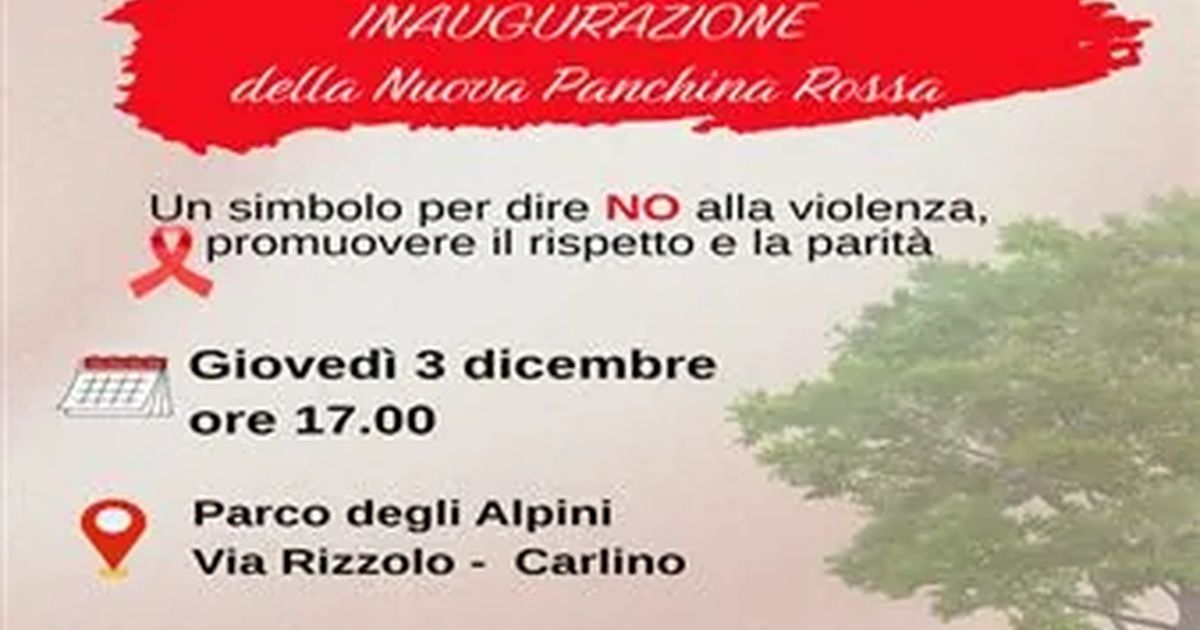 INAUGURAZIONE
della Nuova Panchina Rossa
Un simbolo per dire NO alla violenza,
promuovere il rispetto e la parità
Giovedì 3 dicembre
ore 17.00
Parco degli Alpini
Via Rizzolo - Carlino